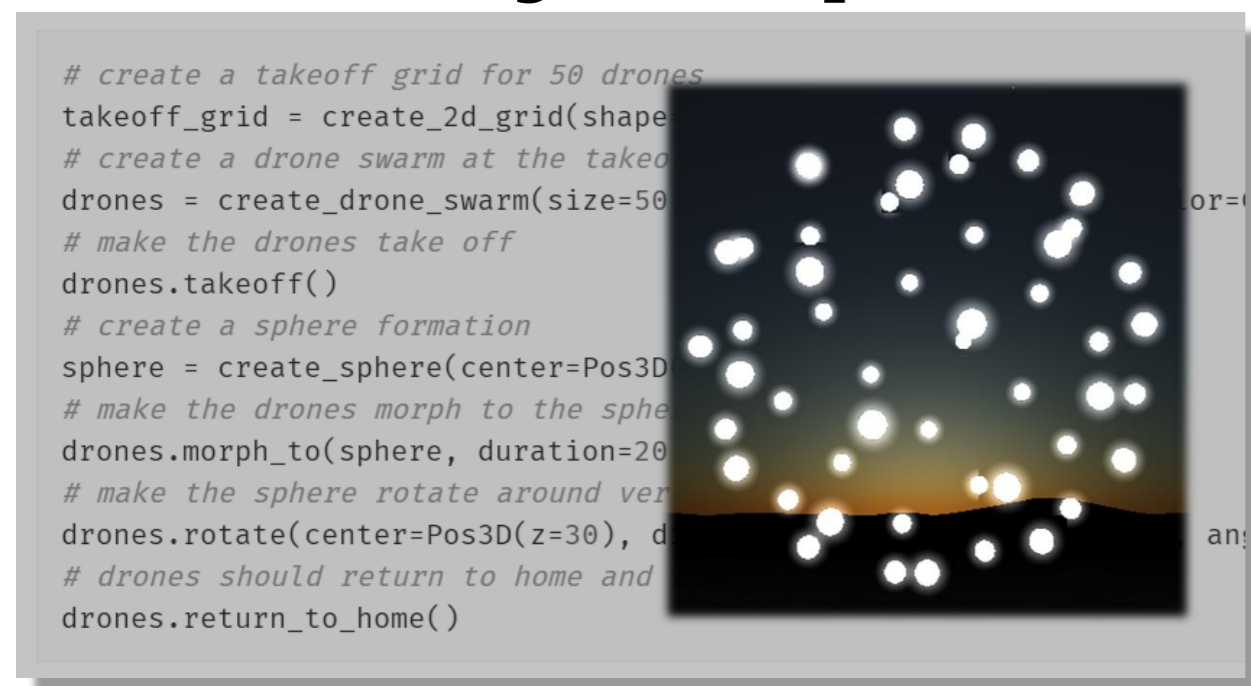 # create a takeoff grid for 50 drones
takeoff_grid = create_2d_grid(shape
# create a drone swarm at the takeo
drones = create_drone_swarm(size=50 or=
# make the drones take off
drones.takeoff()
# create a sphere formation
sphere = create_sphere(center=Pos3D
# make the drones morph to the sphe
drones.morph_to(sphere, duration=20
# make the sphere rotate around ver
drones.rotate(center=Pos3D(z=30), d , ang
# drones should return to home and
drones.return_to_home()